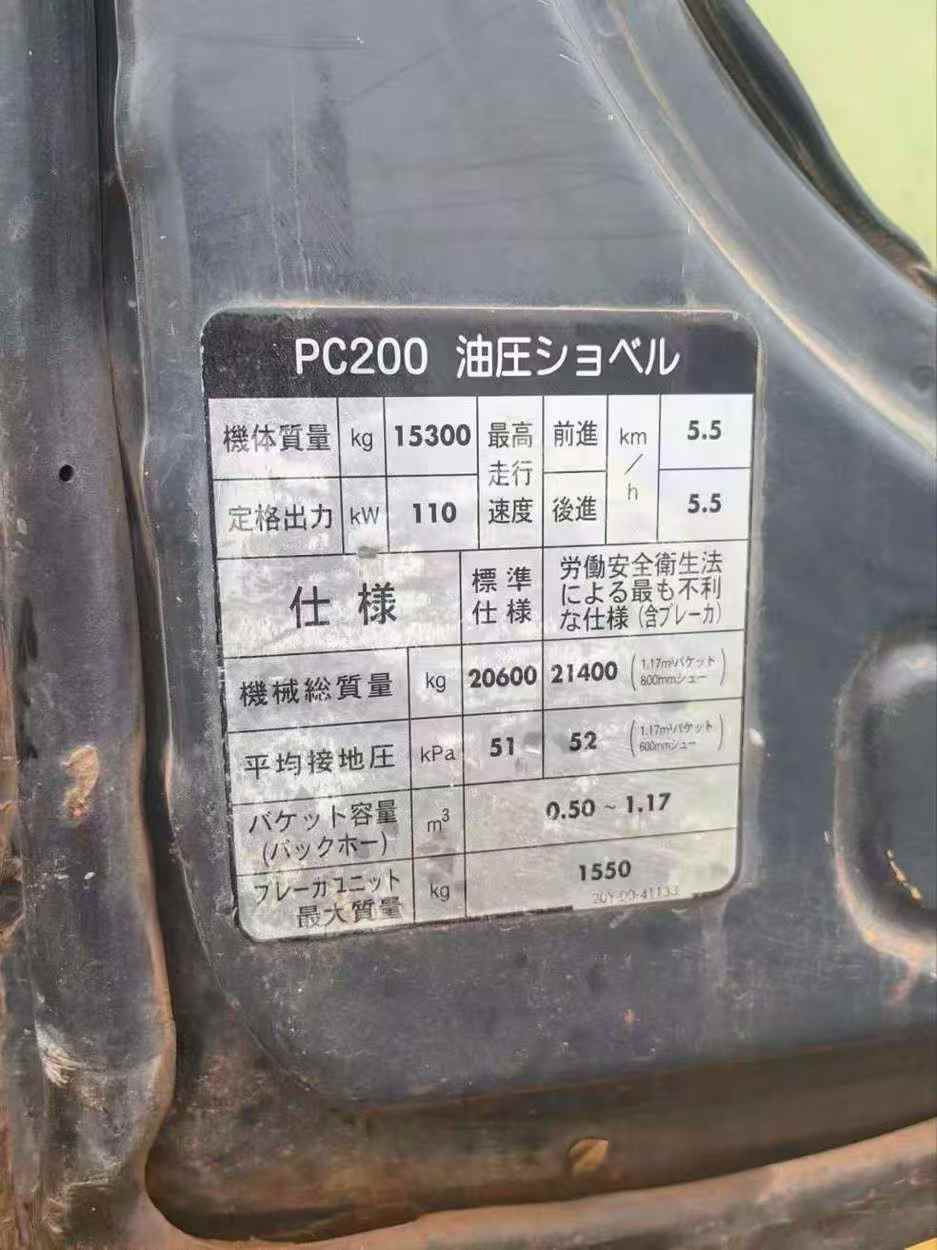 PC200 油圧ショベル
機体質量 kg 15300 最高走行速度 前進 km/h 5.5
定格出力 kW 110 後進 5.5
仕様 標準仕様 労働安全衛生法による最も不利な仕様(含ブレーカ)
機械総質量 kg 20600 21400 (1.17m³バケット 800mmシュー)
平均接地圧 kPa 51 52 (1.17m³バケット 600mmシュー)
バケット容量 (バックホー) m³ 0.50~1.17
ブレーカユニット 最大質量 kg 1550